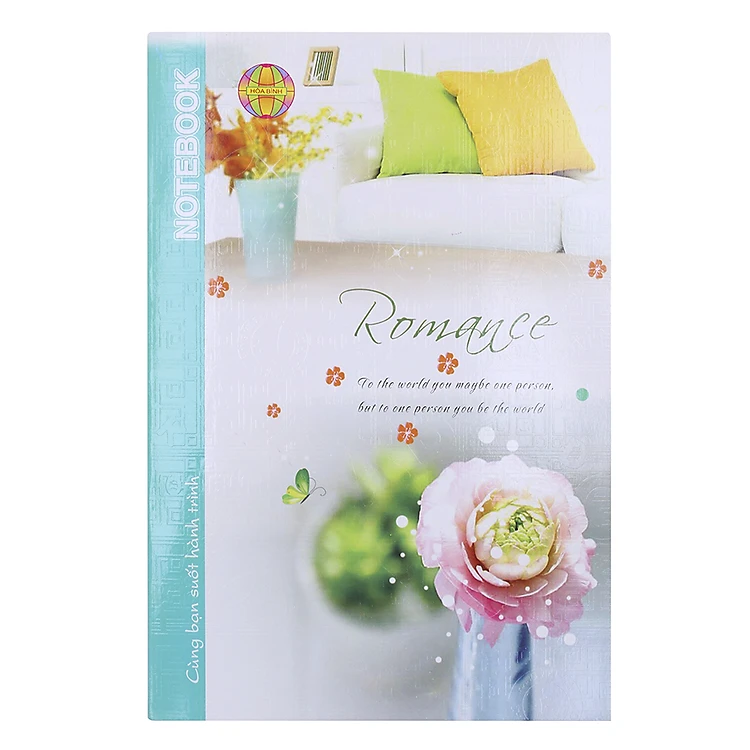 NOTEBOOK
HÒA BÌNH
Romance
To the world you maybe one person,
but to one person you be the world
Cùng bạn suốt hành trình